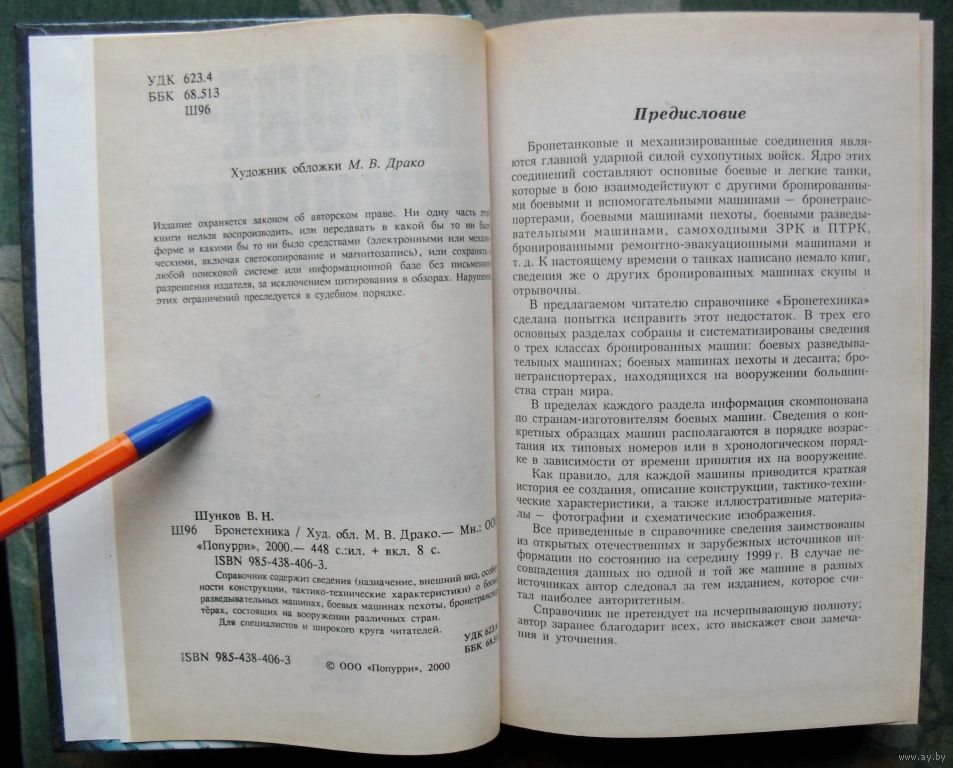 УДК 623.4
ББК 68.513
Ш96
Художник обложки М. В. Драко
Издание охраняется законом об авторском праве. Ни одну часть этой
книги нельзя воспроизводить, или передавать в какой бы то ни было
форме и какими бы то ни было средствами (электронными или механи-
ческими, включая светокопирование и магнитозапись), или сохранять в
любой поисковой системе или информационной базе без письменного
разрешения издателя, за исключением цитирования в обзорах. Нарушение
этих ограничений преследуется в судебном порядке.
Шунков В. Н.
Ш96 Бронетехника / Худ. обл. М. В. Драко.— Мн.: ООО
«Попурри», 2000.— 448 с.:ил. + вкл. 8 с.
ISBN 985-438-406-3.
Справочник содержит сведения (назначение, внешний вид, особен-
ности конструкции, тактико-технические характеристики) о боевых
разведывательных машинах, боевых машинах пехоты, бронетранспор-
тёрах, состоящих на вооружении различных стран.
Для специалистов и широкого круга читателей.
УДК 623.4
ББК 68.513
ISBN 985-438-406-3
© ООО «Попурри», 2000
Предисловие
Бронетанковые и механизированные соединения явля-
ются главной ударной силой сухопутных войск. Ядро этих
соединений составляют основные боевые и легкие танки,
которые в бою взаимодействуют с другими бронированны-
ми боевыми и вспомогательными машинами — бронетранс-
портерами, боевыми машинами пехоты, боевыми разведы-
вательными машинами, самоходными ЗРК и ПТРК,
бронированными ремонтно-эвакуационными машинами и
т. д. К настоящему времени о танках написано немало книг,
сведения же о других бронированных машинах скупы и
отрывочны.
В предлагаемом читателю справочнике «Бронетехника»
сделана попытка исправить этот недостаток. В трех его
основных разделах собраны и систематизированы сведения
о трех классах бронированных машин: боевых разведыва-
тельных машинах; боевых машинах пехоты и десанта; бро-
нетранспортерах, находящихся на вооружении большин-
ства стран мира.
В пределах каждого раздела информация скомпонована
по странам-изготовителям боевых машин. Сведения о кон-
кретных образцах машин располагаются в порядке возрас-
тания их типовых номеров или в хронологическом поряд-
ке в зависимости от времени принятия их на вооружение.
Как правило, для каждой машины приводится краткая
история ее создания, описание конструкции, тактико-техни-
ческие характеристики, а также иллюстративные материа-
лы — фотографии и схематические изображения.
Все приведенные в справочнике сведения заимствованы
из открытых отечественных и зарубежных источников ин-
формации по состоянию на середину 1999 г. В случае не-
совпадения данных по одной и той же машине в разных
источниках автор следовал за тем изданием, которое счи-
тал наиболее авторитетным.
Справочник не претендует на исчерпывающую полноту;
автор заранее благодарит всех, кто выскажет свои замеча-
ния и уточнения.
www.ay.by